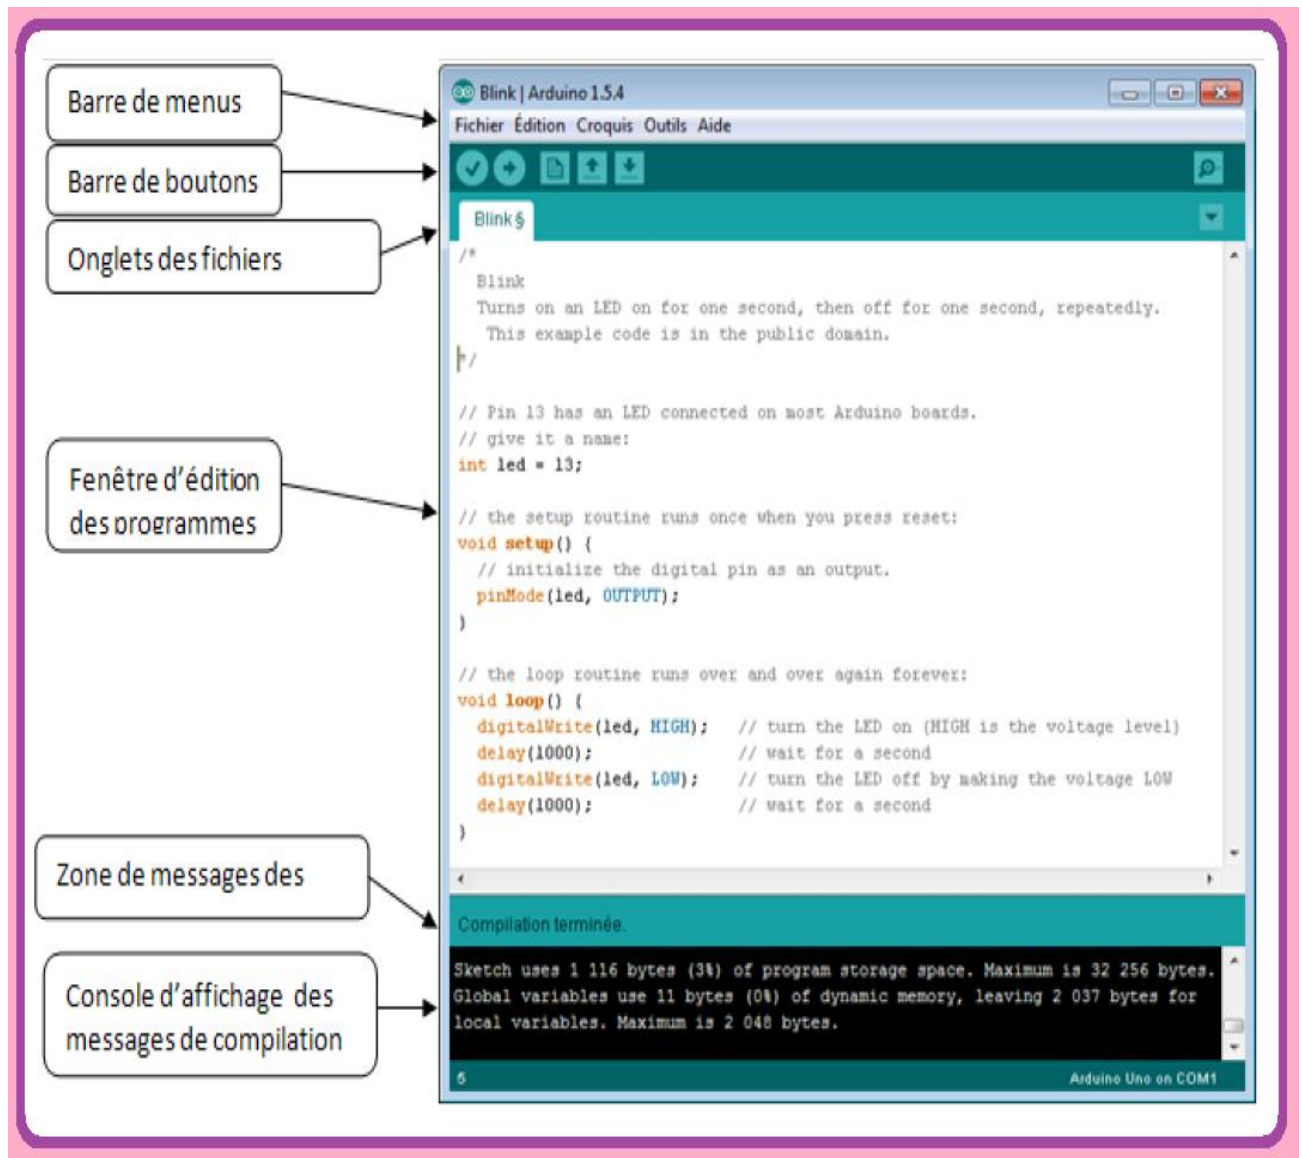 Barre de menus
Barre de boutons
Onglets des fichiers
Fenêtre d'édition
des programmes
Zone de messages des
Console d'affichage des
messages de compilation
Blink | Arduino 1.5.4
Fichier Édition Croquis Outils Aide
Blink §
/*
Blink
Turns on an LED on for one second, then off for one second, repeatedly.
This example code is in the public domain.
*/
// Pin 13 has an LED connected on most Arduino boards.
// give it a name:
int led = 13;
// the setup routine runs once when you press reset:
void setup() {
// initialize the digital pin as an output.
pinMode(led, OUTPUT);
}
// the loop routine runs over and over again forever:
void loop() {
digitalWrite(led, HIGH); // turn the LED on (HIGH is the voltage level)
delay(1000); // wait for a second
digitalWrite(led, LOW); // turn the LED off by making the voltage LOW
delay(1000); // wait for a second
}
Compilation terminée.
Sketch uses 1 116 bytes (3%) of program storage space. Maximum is 32 256 bytes.
Global variables use 11 bytes (0%) of dynamic memory, leaving 2 037 bytes for
local variables. Maximum is 2 048 bytes.
5
Arduino Uno on COM1